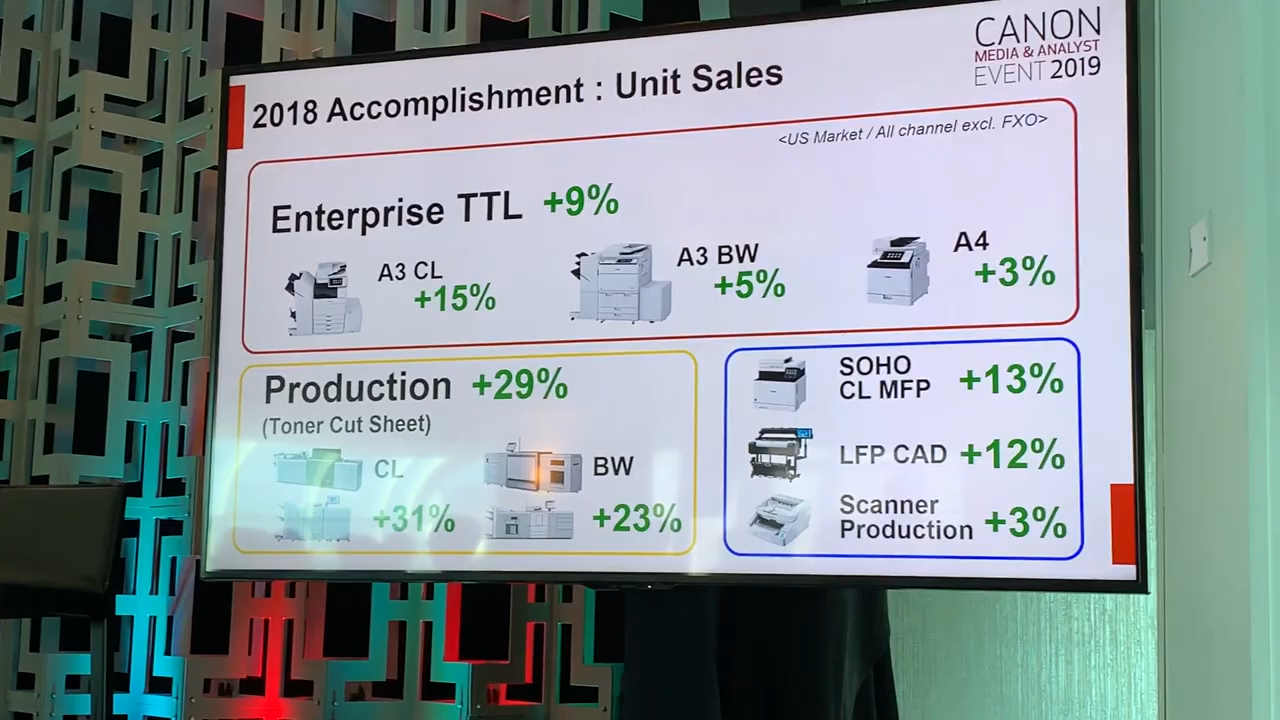 CANON
MEDIA & ANALYST
EVENT 2019
2018 Accomplishment : Unit Sales
<US Market / All channel excl. FXO>
Enterprise TTL +9%
A3 CL
+15%
A3 BW
+5%
A4
+3%
Production +29%
(Toner Cut Sheet)
CL
+31%
BW
+23%
SOHO
CL MFP +13%
LFP CAD +12%
Scanner
Production +3%